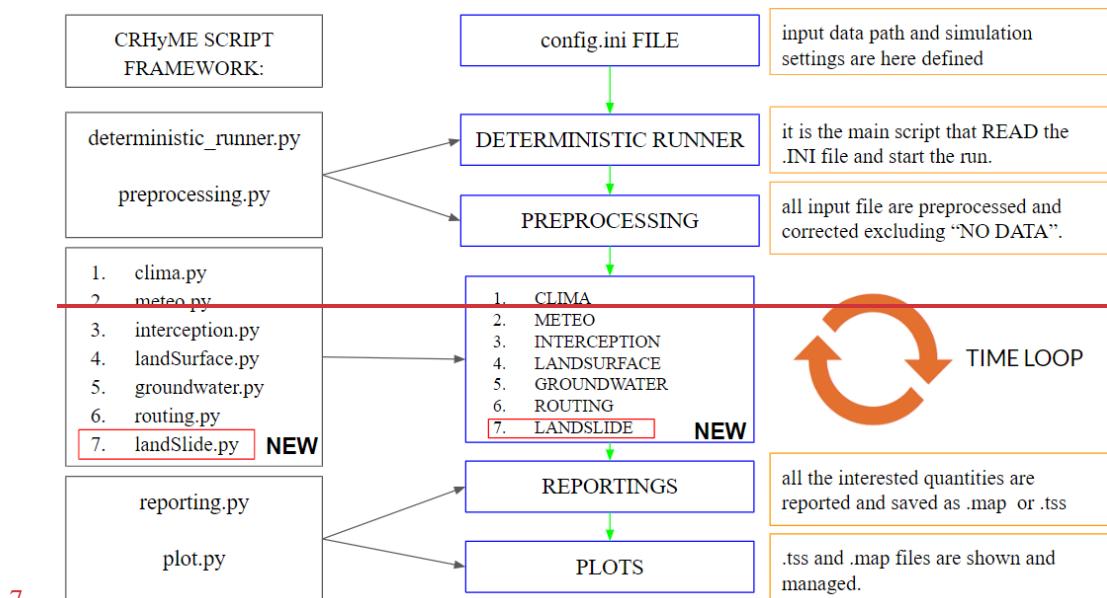 CRHyME SCRIPT
FRAMEWORK:
config.ini FILE
input data path and simulation
settings are here defined
deterministic_runner.py
preprocessing.py
DETERMINISTIC RUNNER
it is the main script that READ the
.INI file and start the run.
PREPROCESSING
all input file are preprocessed and
corrected excluding “NO DATA”.
1. clima.py
2. meteo.py
3. interception.py
4. landSurface.py
5. groundwater.py
6. routing.py
7. landSlide.py NEW
1. CLIMA
2. METEO
3. INTERCEPTION
4. LANDSURFACE
5. GROUNDWATER
6. ROUTING
7. LANDSLIDE NEW
TIME LOOP
reporting.py
plot.py
REPORTINGS
all the interested quantities are
reported and saved as .map or .tss
PLOTS
.tss and .map files are shown and
managed.
7